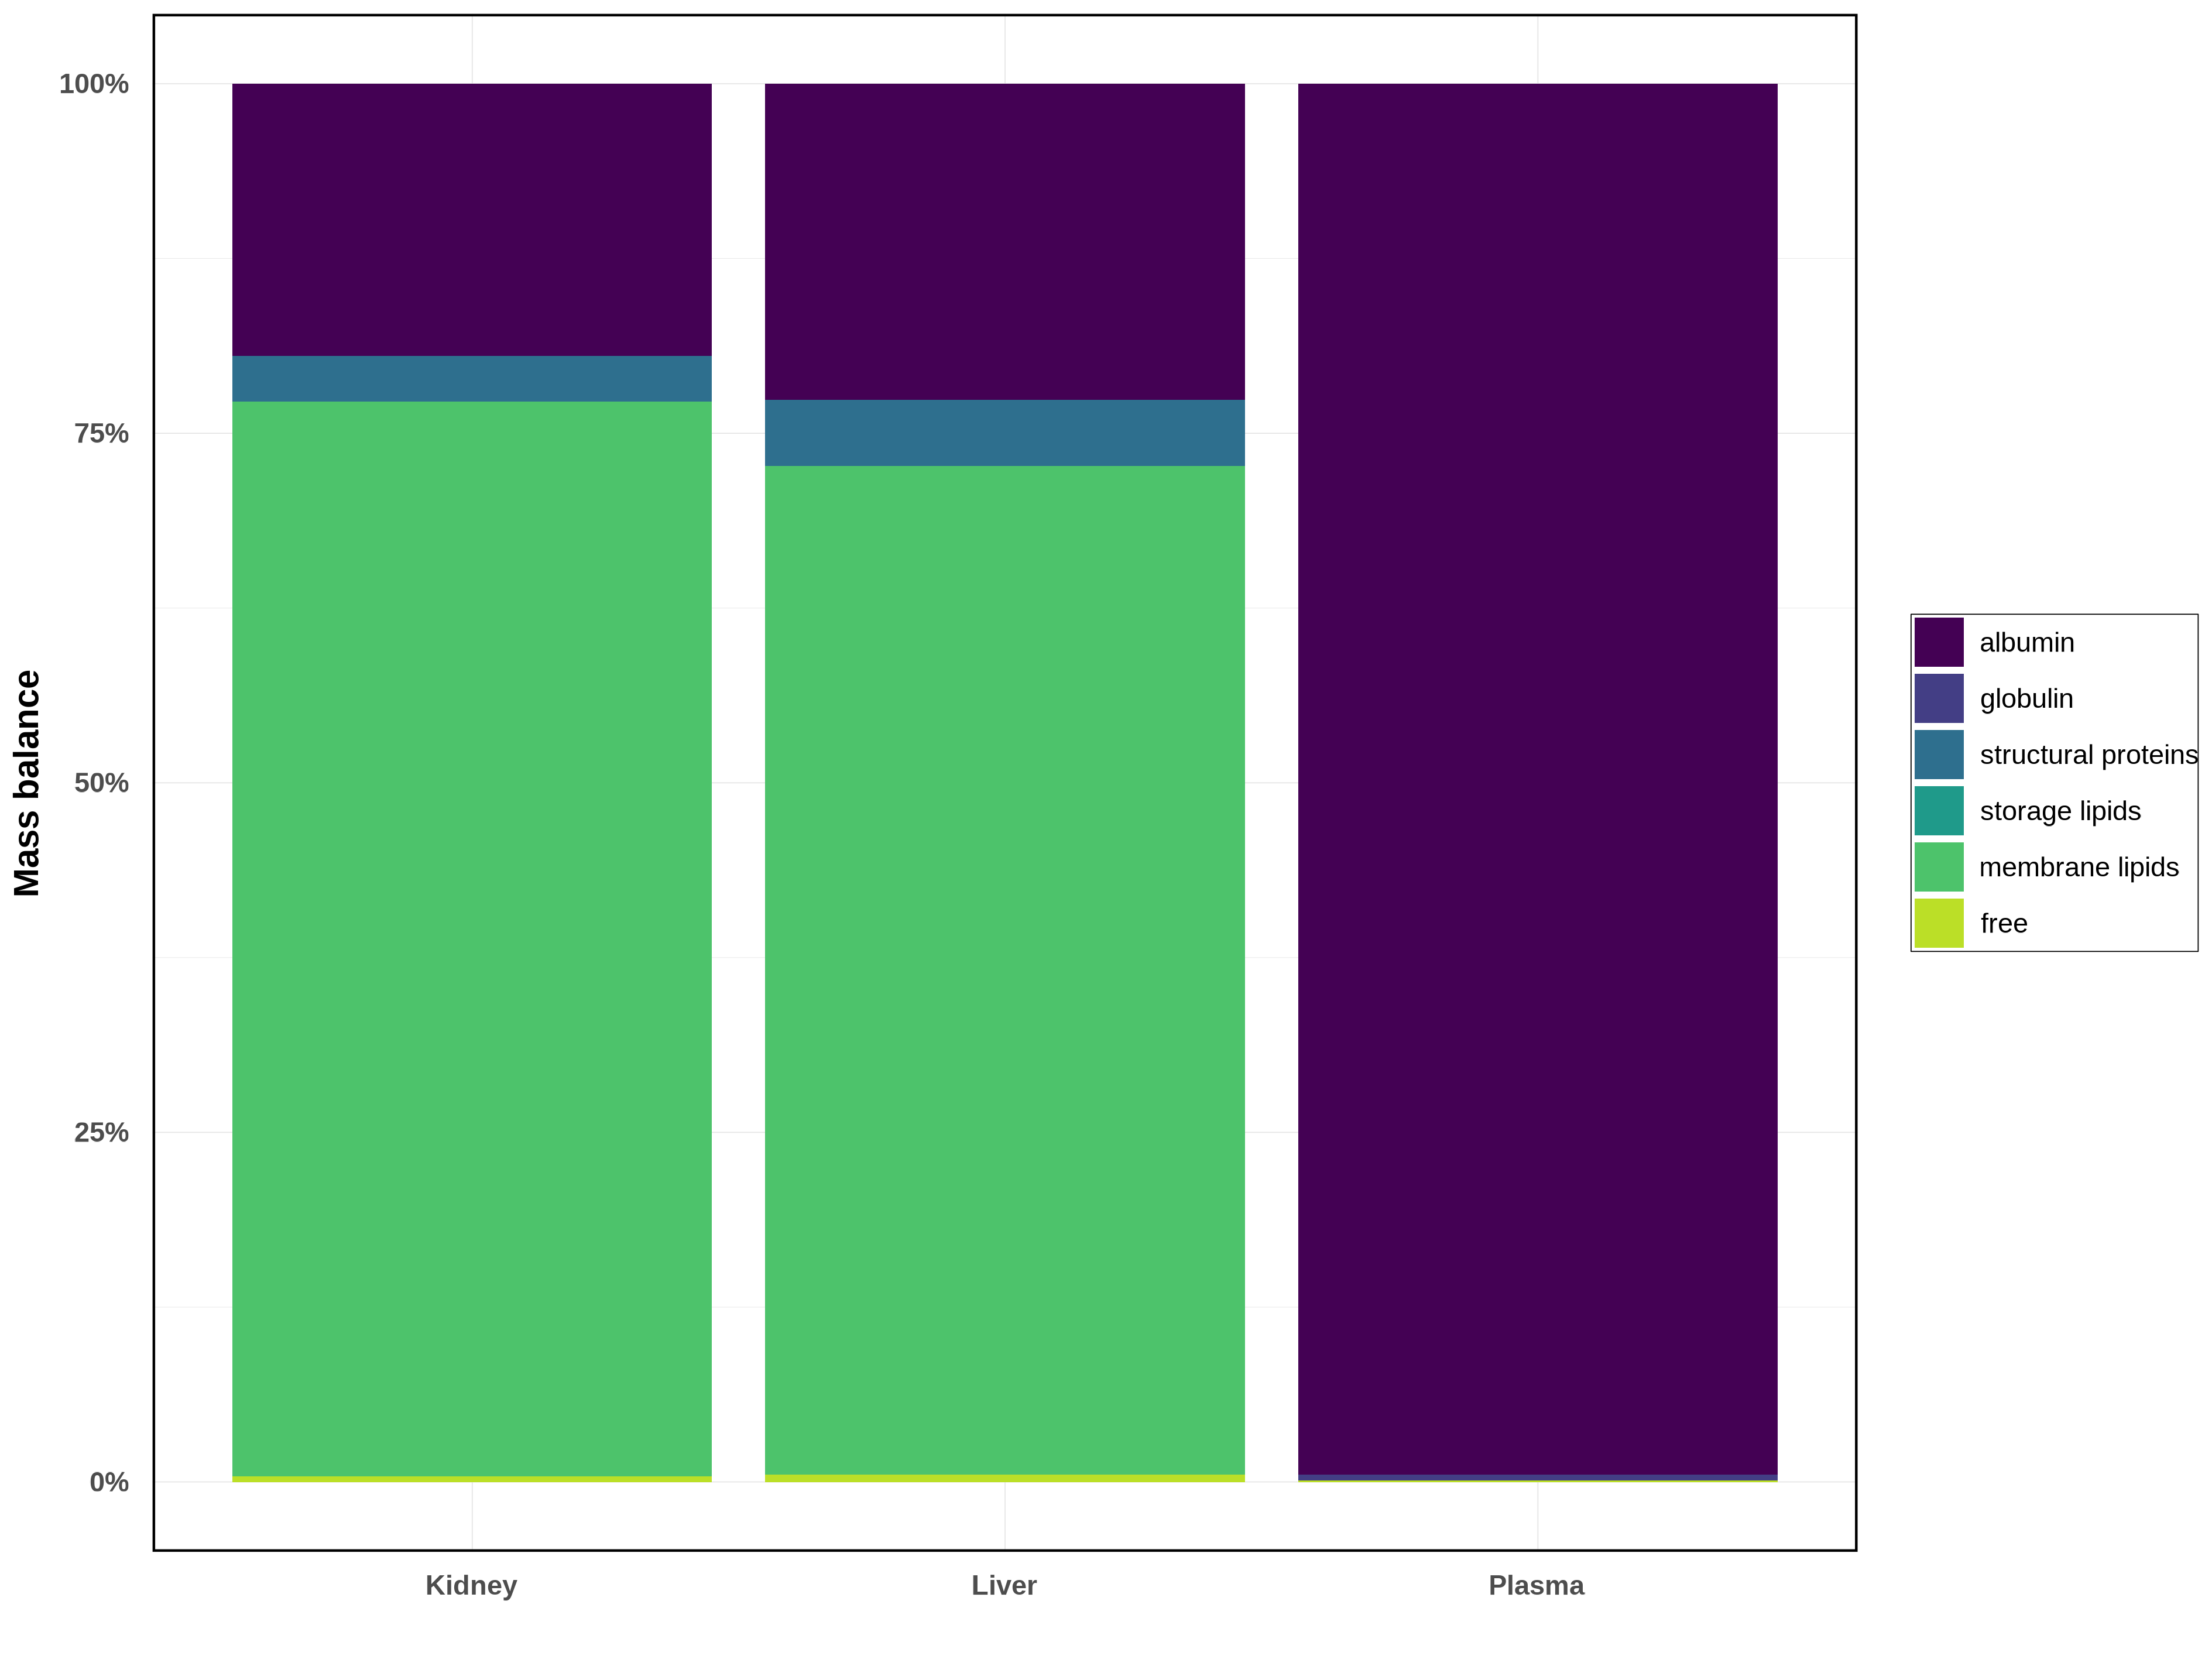 Mass balance
100%
75%
50%
25%
0%
Kidney
Liver
Plasma
albumin
globulin
structural proteins
storage lipids
membrane lipids
free